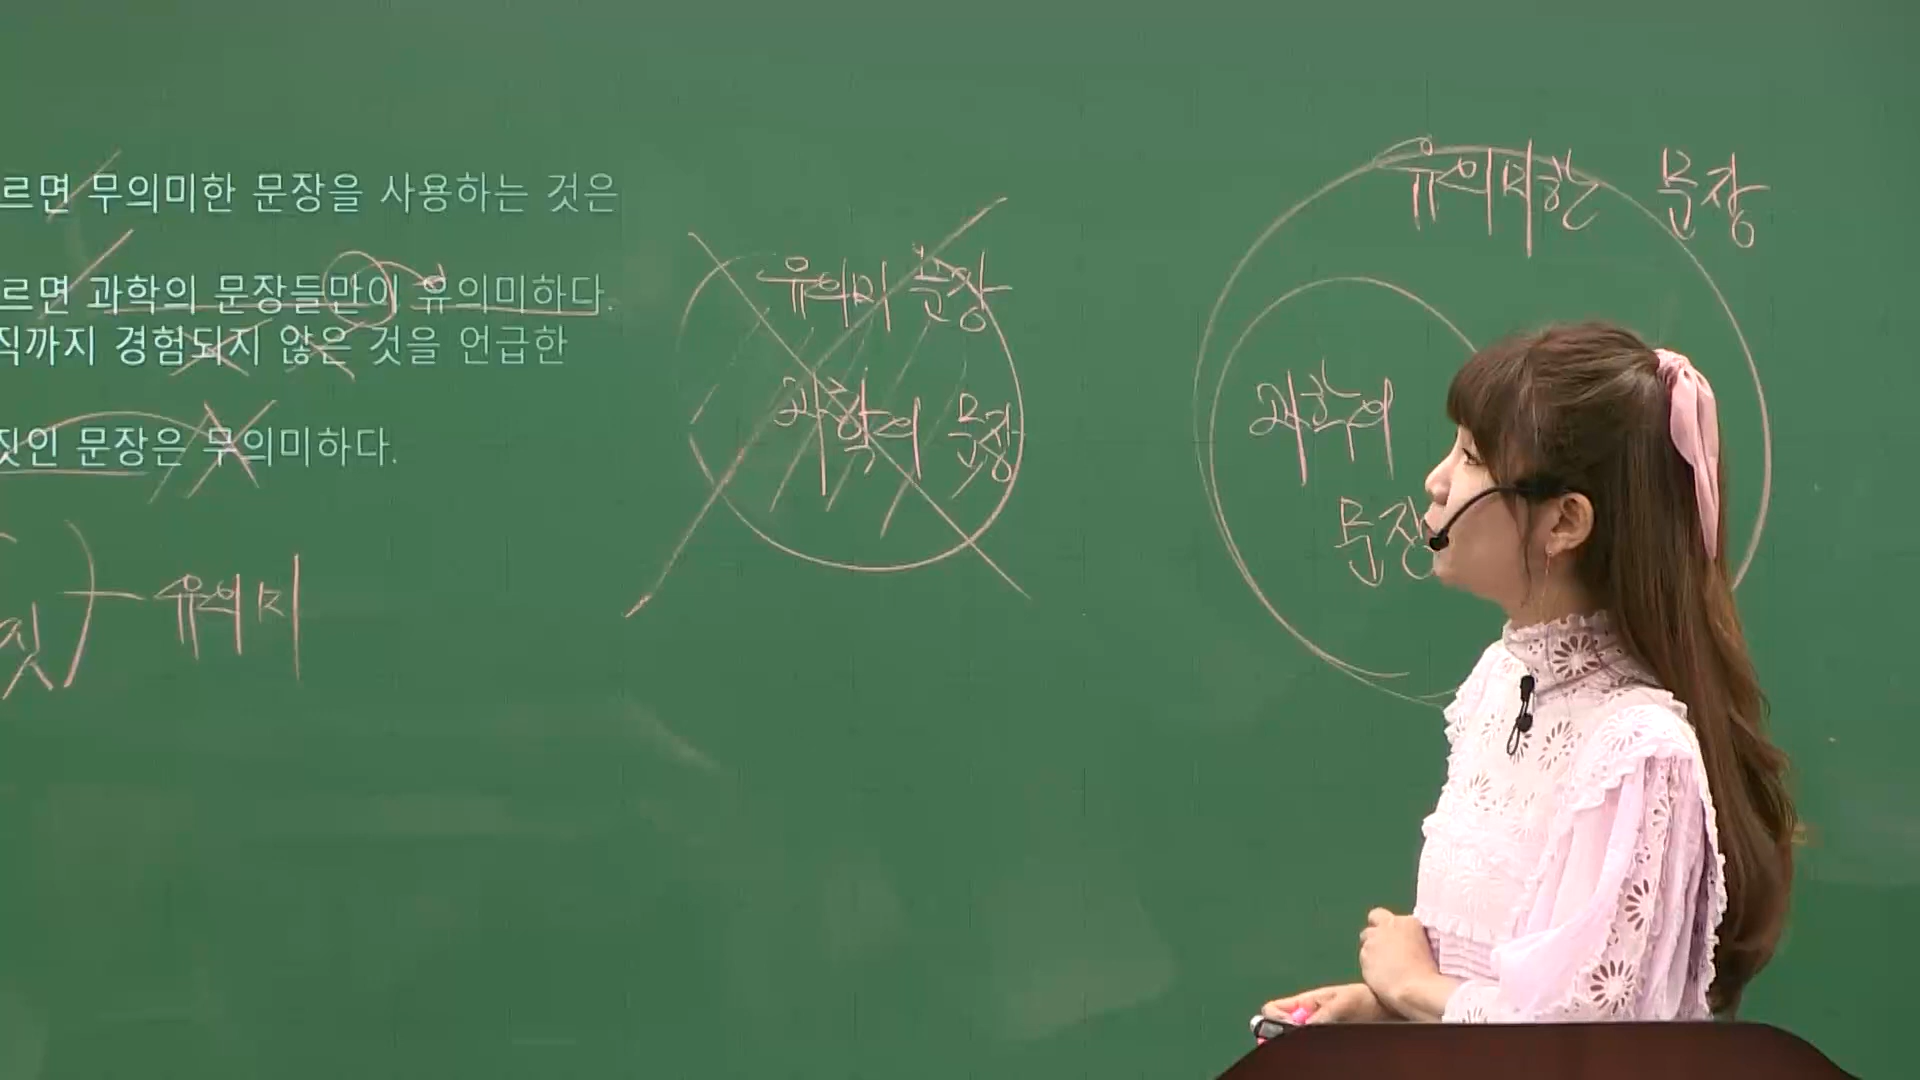 르면 무의미한 문장을 사용하는 것은
르면 과학의 문장들만이 유의미하다.
직까지 경험되지 않은 것을 언급한
짓인 문장은 무의미하다.
짓 유의미
유의미 문장
과학의 문장
유의미한 문장
과학의
문장